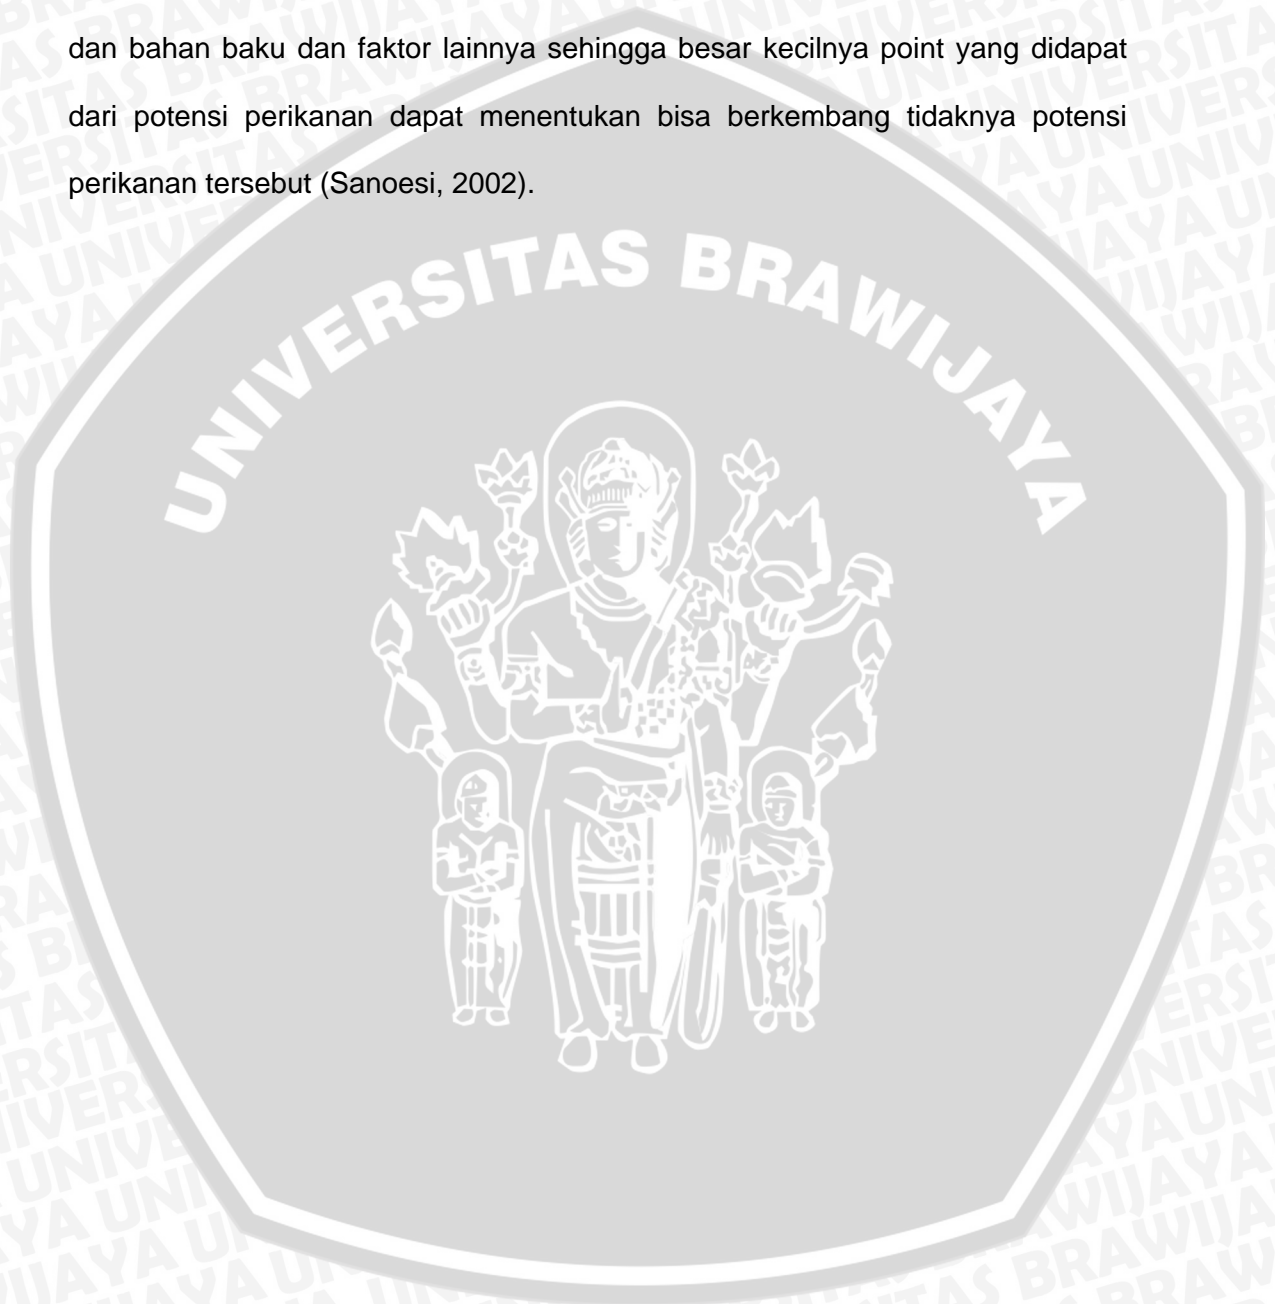 dan bahan baku dan faktor lainnya sehingga besar kecilnya point yang didapat
dari potensi perikanan dapat menentukan bisa berkembang tidaknya potensi
perikanan tersebut (Sanoesi, 2002).
UNIVERSITAS BRAWIJAYA